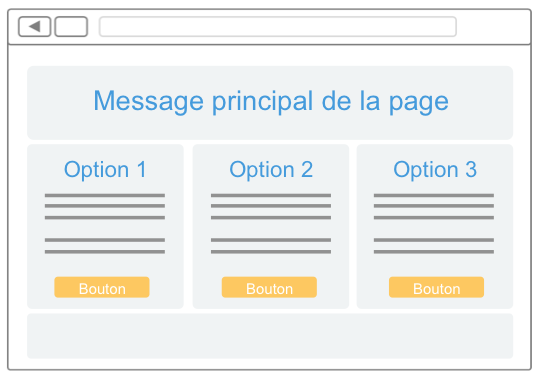 Message principal de la page
Option 1
Option 2
Option 3
Bouton
Bouton
Bouton